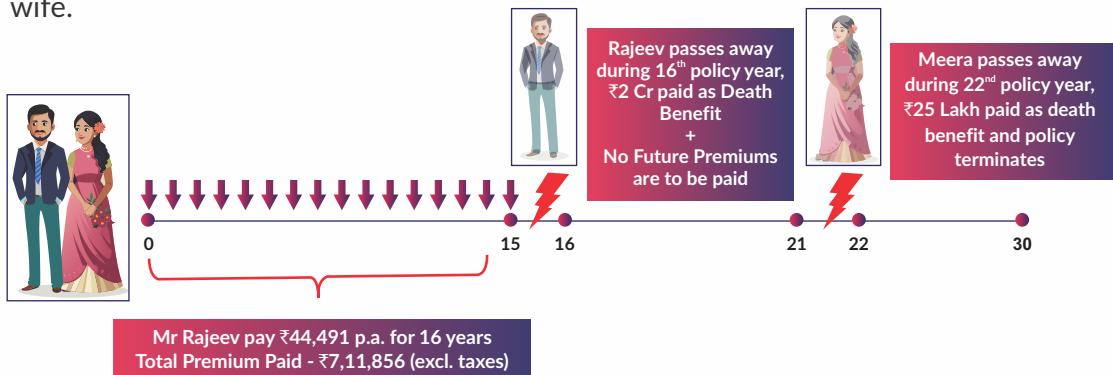 wife.
Rajeev passes away
during 16th policy year,
₹2 Cr paid as Death
Benefit
+
No Future Premiums
are to be paid
Meera passes away
during 22nd policy year,
₹25 Lakh paid as death
benefit and policy
terminates
0
15
16
21
22
30
Mr Rajeev pay ₹44,491 p.a. for 16 years
Total Premium Paid - ₹7,11,856 (excl. taxes)